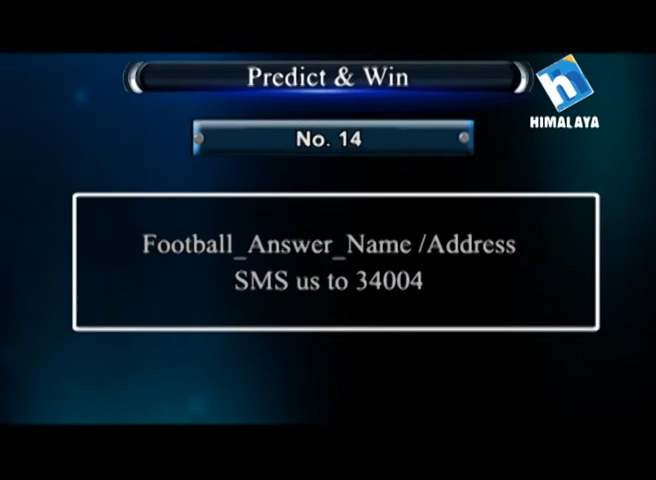 Predict & Win
HIMALAYA
No. 14
Football_Answer_Name /Address
SMS us to 34004